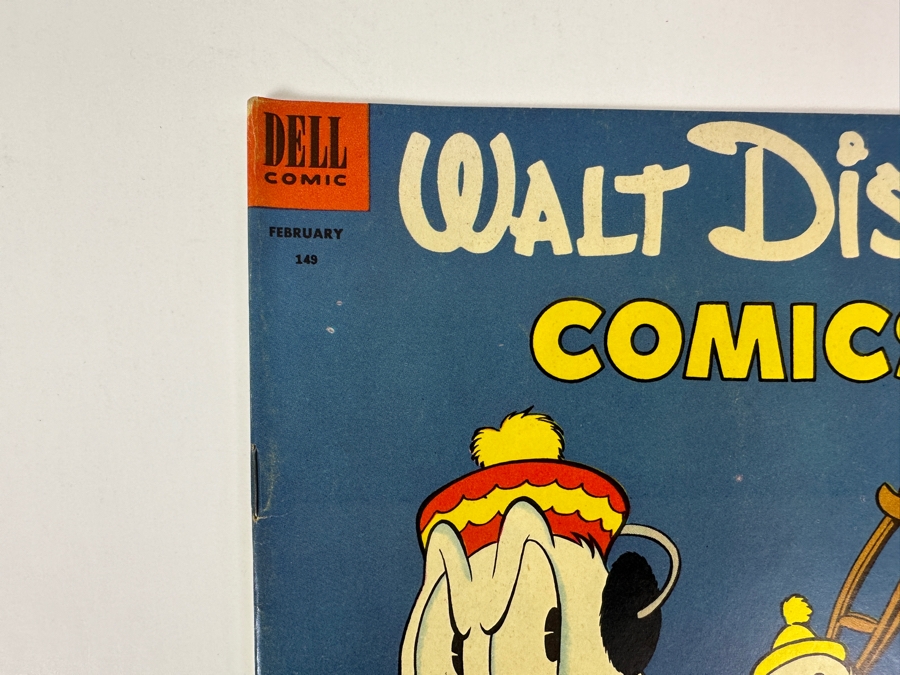 DELL
COMIC
FEBRUARY
149
WALT DIS
COMICS